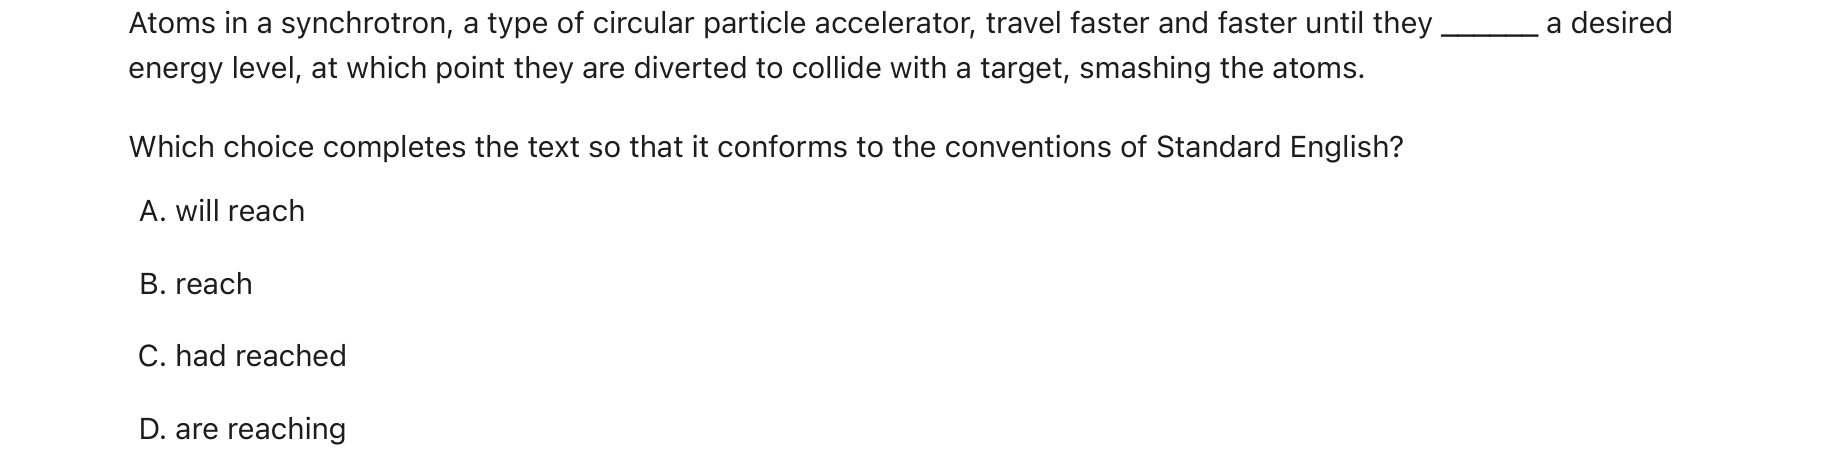 Atoms in a synchrotron, a type of circular particle accelerator, travel faster and faster until they ______ a desired
energy level, at which point they are diverted to collide with a target, smashing the atoms.
Which choice completes the text so that it conforms to the conventions of Standard English?
A. will reach
B. reach
C. had reached
D. are reaching